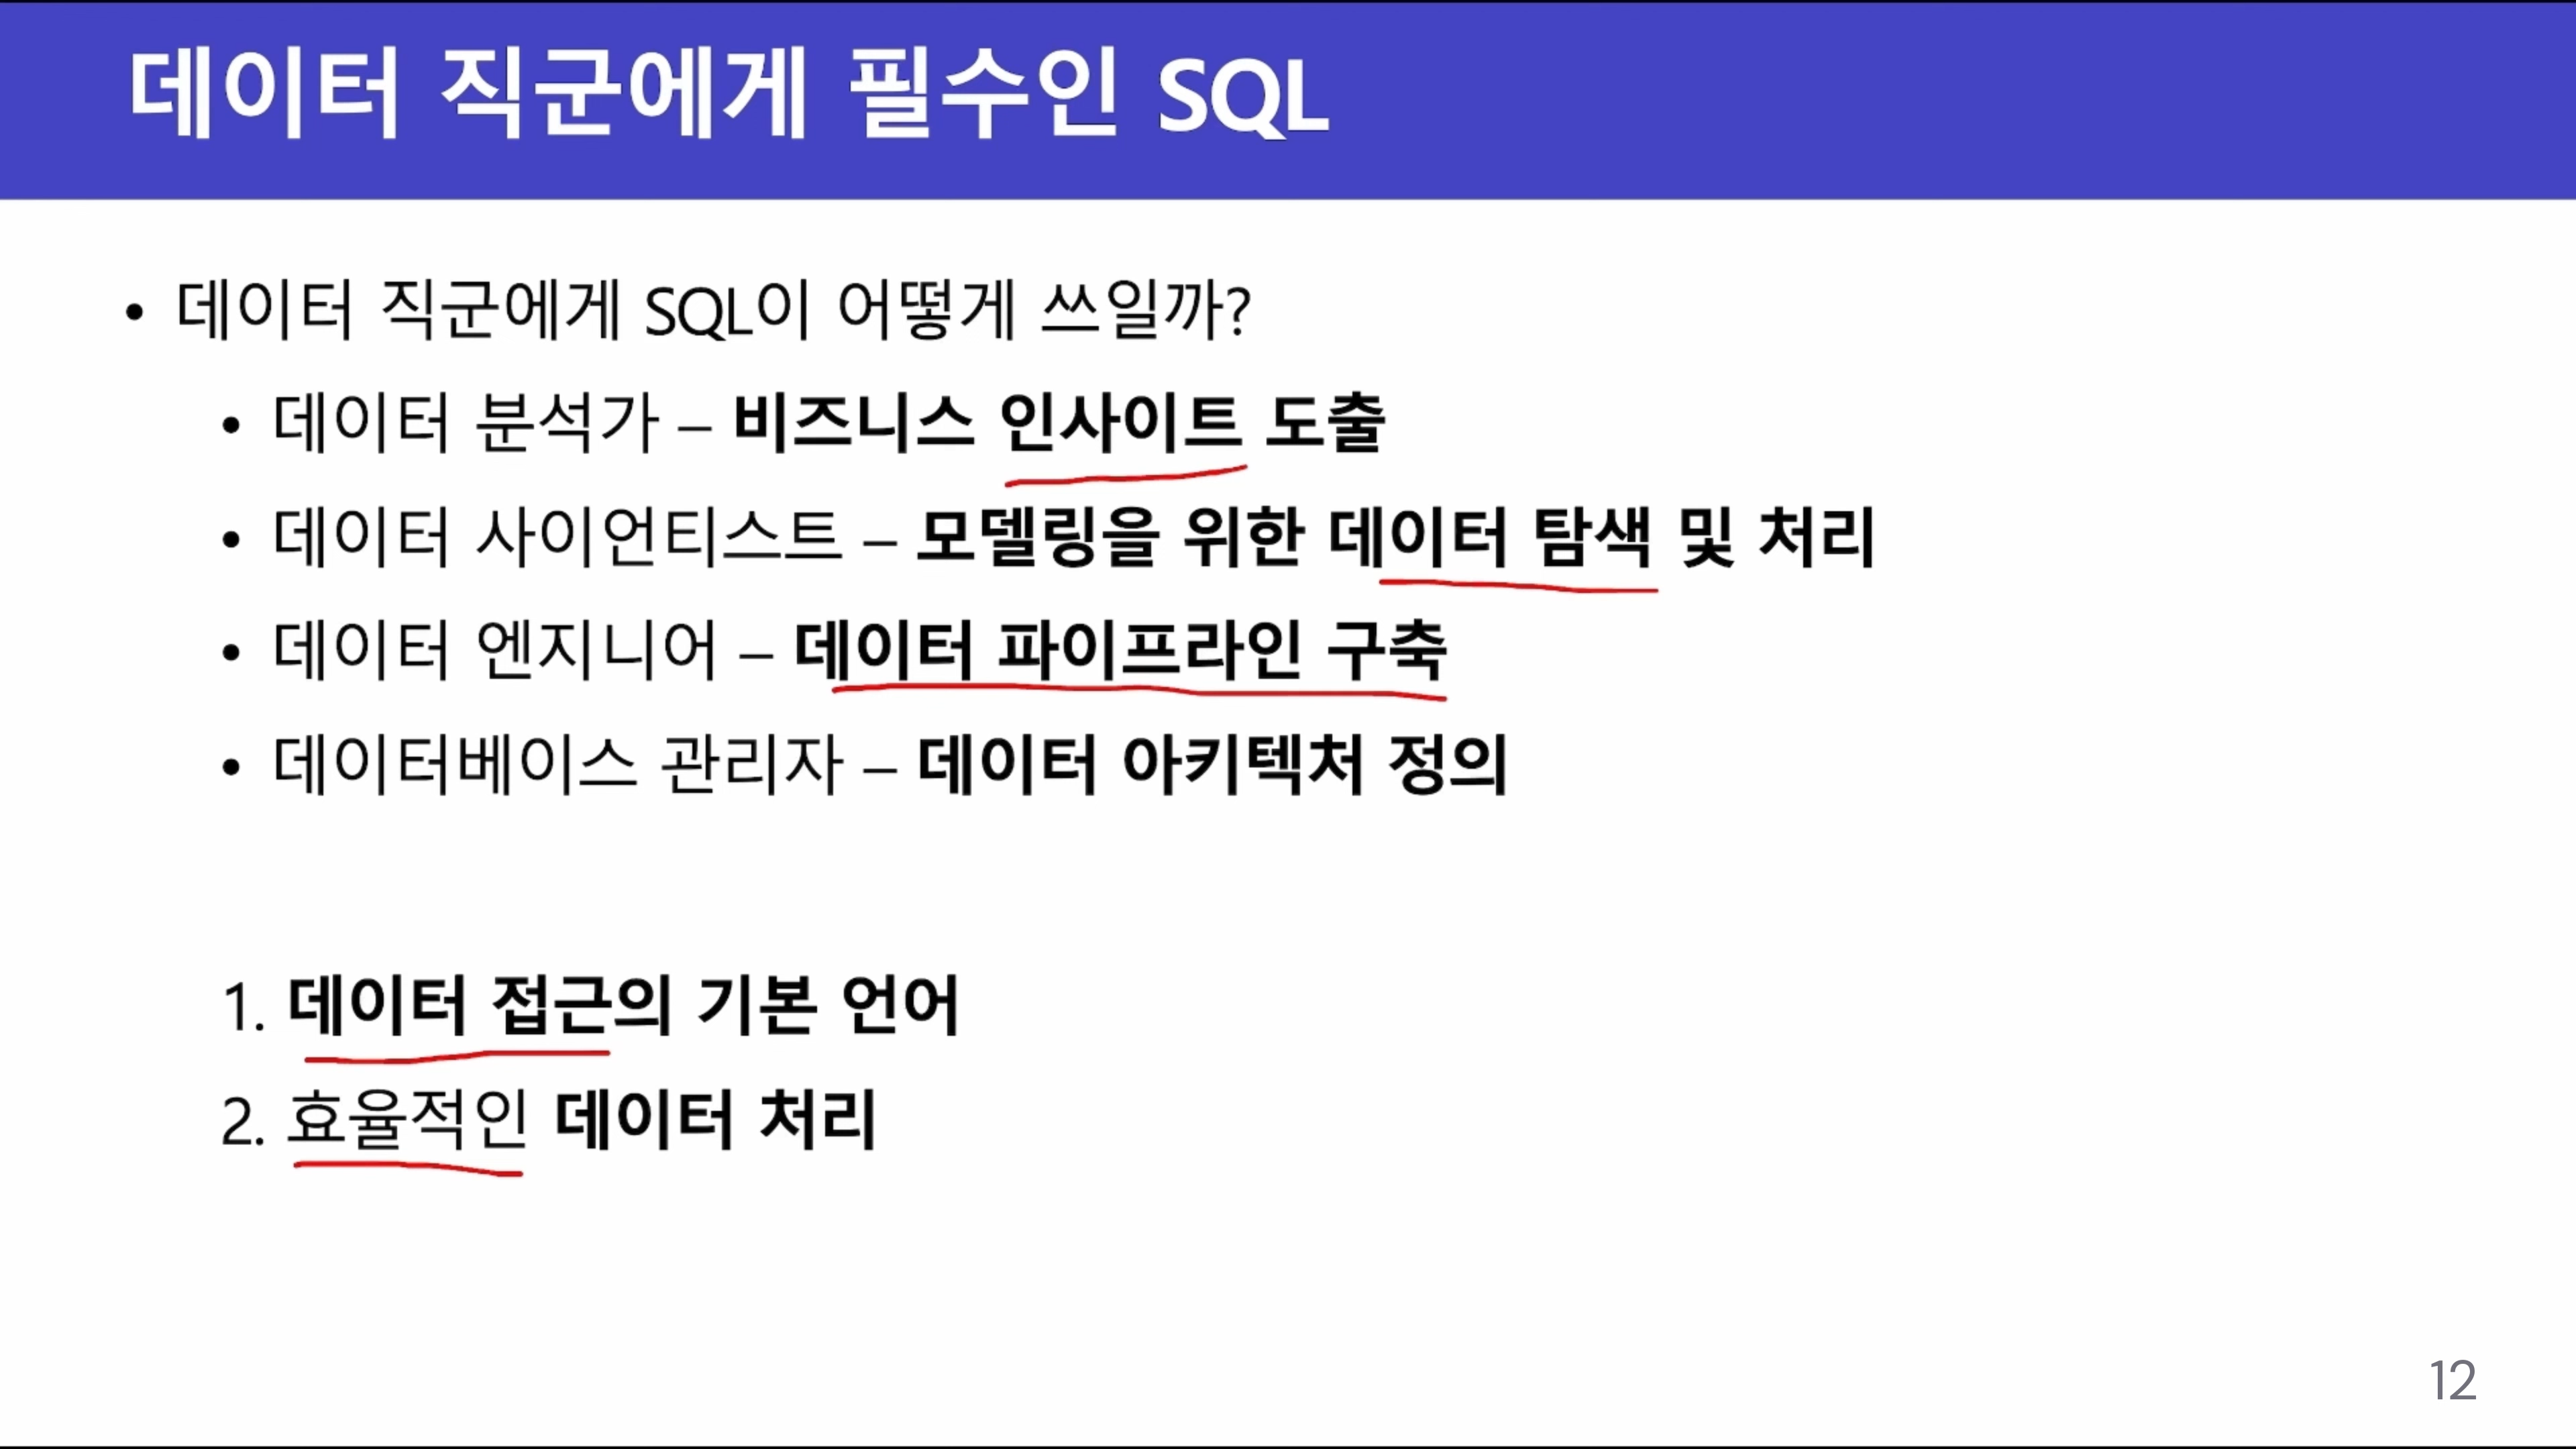 데이터 직군에게 필수인 SQL
• 데이터 직군에게 SQL이 어떻게 쓰일까?
• 데이터 분석가 – 비즈니스 인사이트 도출
• 데이터 사이언티스트 – 모델링을 위한 데이터 탐색 및 처리
• 데이터 엔지니어 – 데이터 파이프라인 구축
• 데이터베이스 관리자 – 데이터 아키텍처 정의
1. 데이터 접근의 기본 언어
2. 효율적인 데이터 처리
12